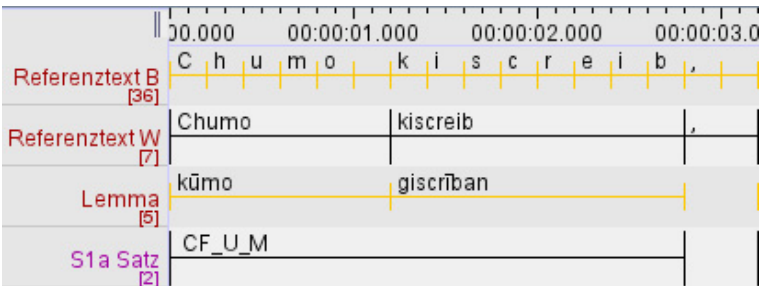 00.000 00:00:01.000 00:00:02.000 00:00:03.0
Referenztext B C h u m o k i s c r e i b ,
[36]
Referenztext W Chumo kiscreib ,
[7]
Lemma kūmo giscrīban
[5]
S1a Satz CF_U_M
[2]